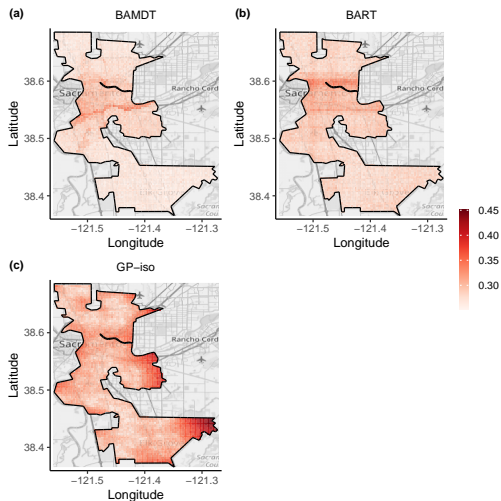 (a) BAMDT
(b) BART
Latitude
38.6
38.5
38.4
Sac
Rancho Cord
−121.5 −121.4 −121.3
Longitude
Latitude
38.6
38.5
38.4
Sacr
Rancho Cord
−121.5 −121.4 −121.3
Longitude
0.45
0.40
0.35
0.30
(c) GP−iso
Latitude
38.6
38.5
38.4
Sacr
Rancho Cord
−121.5 −121.4 −121.3
Longitude